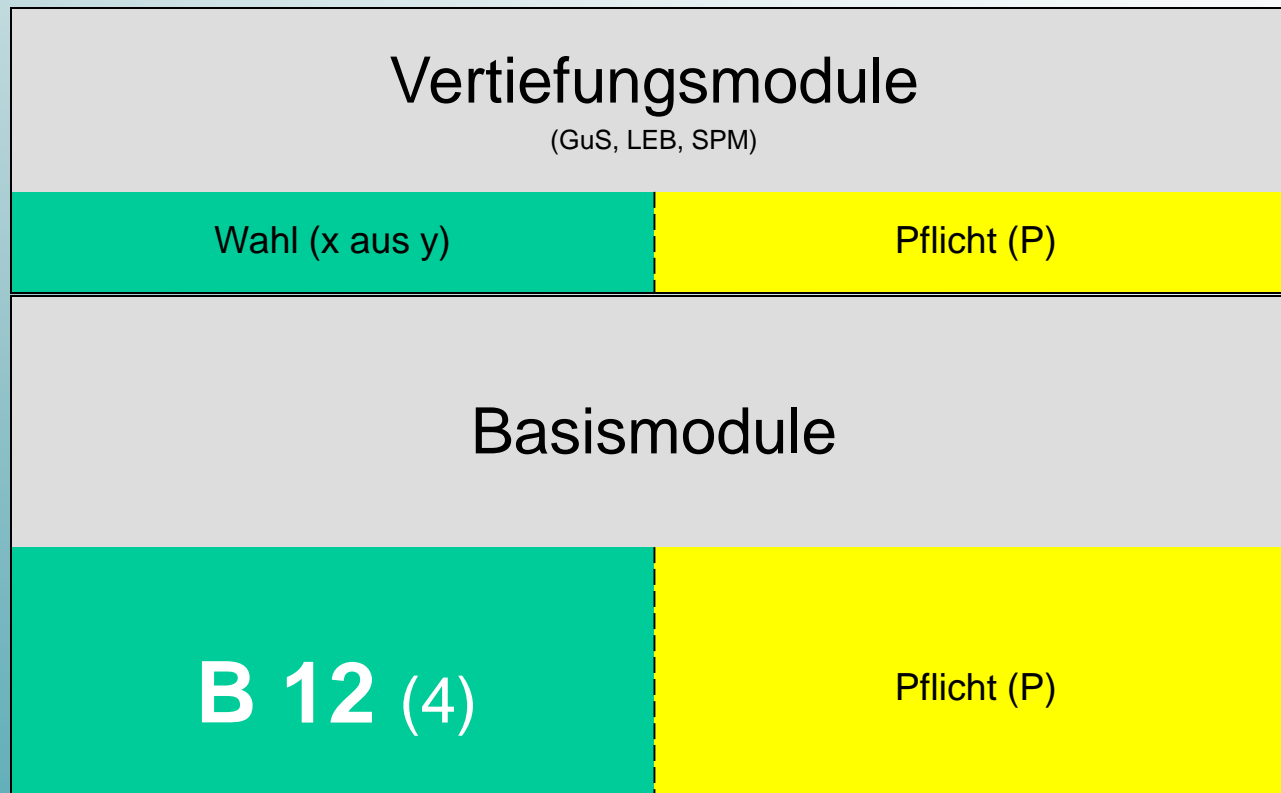 Vertiefungsmodule
(GuS, LEB, SPM)
Wahl (x aus y)
Pflicht (P)
Basismodule
B 12 (4)
Pflicht (P)